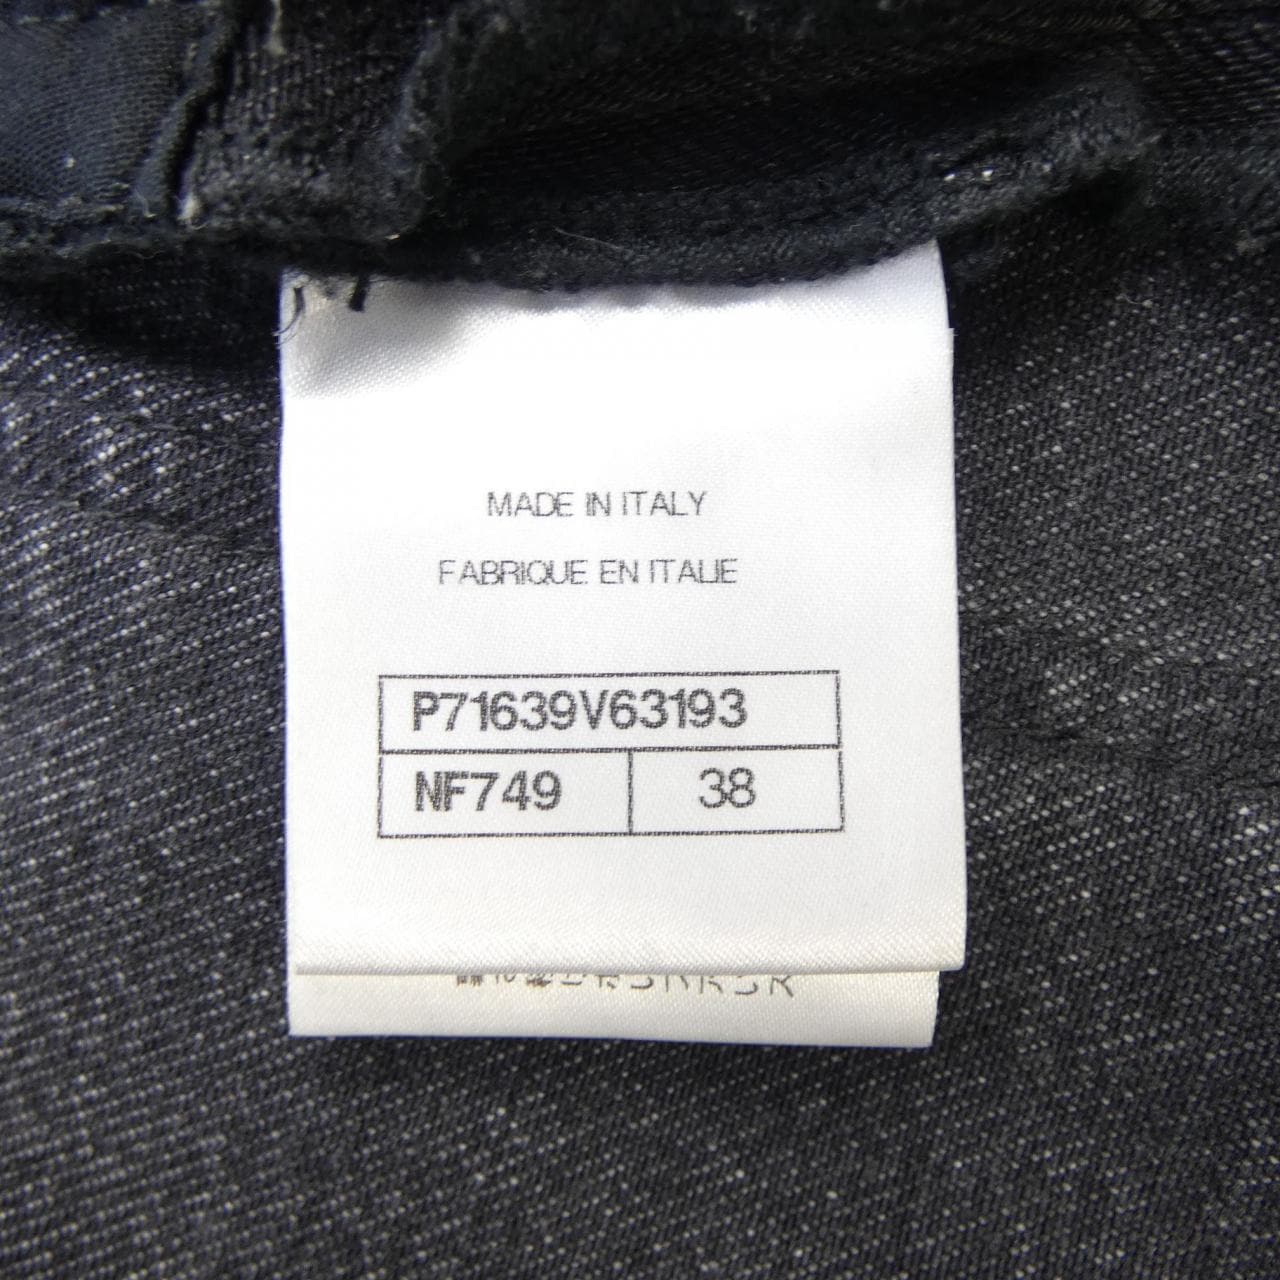 MADE IN ITALY
FABRIQUE EN ITALIE
P71639V63193
NF749 38